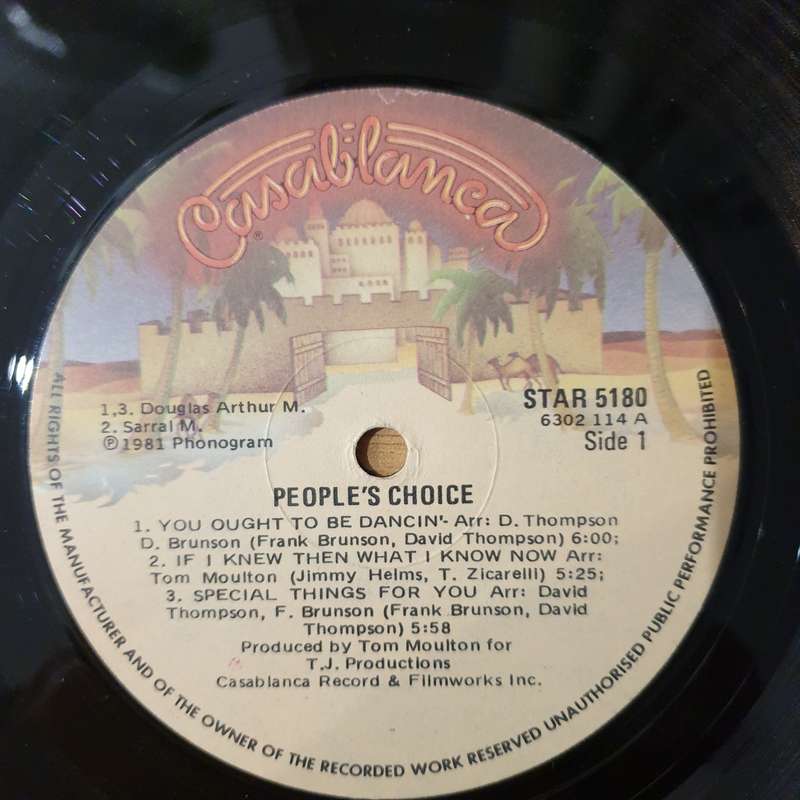 Casablanca
®
1,3. Douglas Arthur M.
2. Sarral M.
℗1981 Phonogram
STAR 5180
6302 114 A
Side 1
PEOPLE'S CHOICE
1. YOU OUGHT TO BE DANCIN'- Arr: D. Thompson
D. Brunson (Frank Brunson, David Thompson) 6:00;
2. IF I KNEW THEN WHAT I KNOW NOW Arr:
Tom Moulton (Jimmy Helms, T. Zicarelli) 5:25;
3. SPECIAL THINGS FOR YOU Arr: David
Thompson, F. Brunson (Frank Brunson, David
Thompson) 5:58
Produced by Tom Moulton for
T.J. Productions
Casablanca Record & Filmworks Inc.
ALL RIGHTS OF THE MANUFACTURER AND OF THE OWNER OF THE RECORDED WORK RESERVED UNAUTHORISED PUBLIC PERFORMANCE PROHIBITED